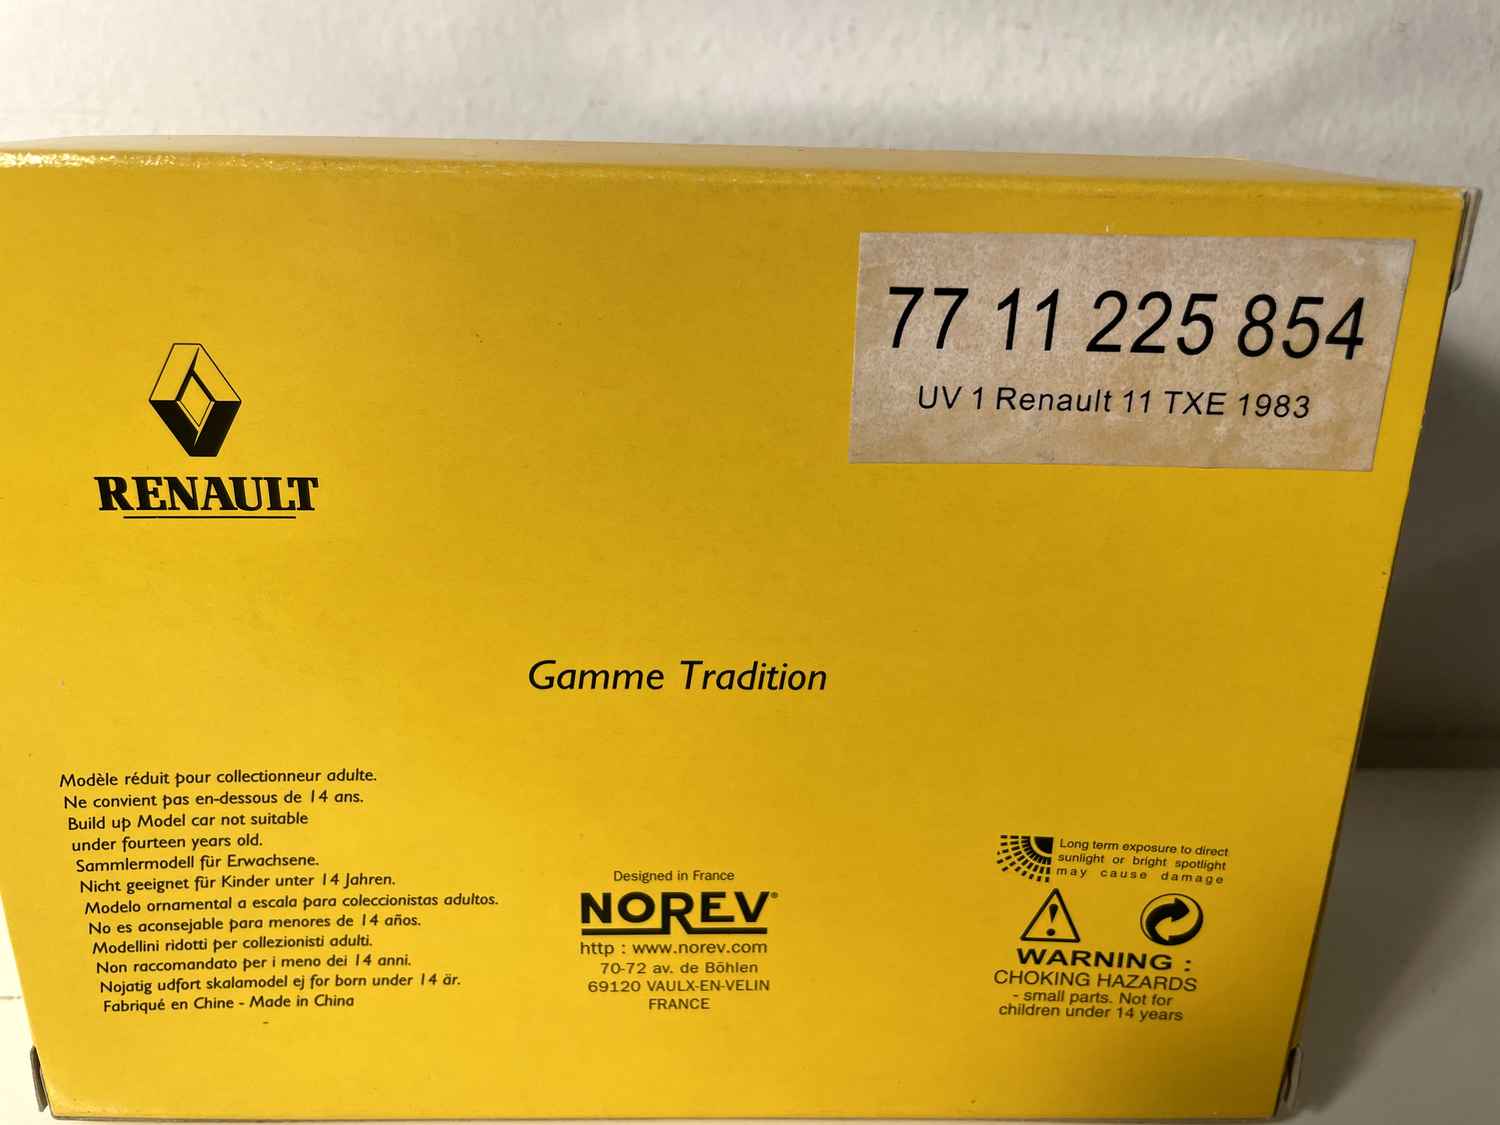 77 11 225 854
UV 1 Renault 11 TXE 1983
RENAULT
Gamme Tradition
Modèle réduit pour collectionneur adulte.
Ne convient pas en-dessous de 14 ans.
Build up Model car not suitable
under fourteen years old.
Sammlermodell für Erwachsene.
Nicht geeignet für Kinder unter 14 Jahren.
Modelo ornamental a escala para coleccionistas adultos.
No es aconsejable para menores de 14 años.
Modellini ridotti per collezionisti adulti.
Non raccomandato per i meno dei 14 anni.
Nojatig udfort skalamodel ej for born under 14 är.
Fabriqué en Chine - Made in China
Designed in France
NOREV®
http : www.norev.com
70-72 av. de Böhlen
69120 VAULX-EN-VELIN
FRANCE
Long term exposure to direct
sunlight or bright spotlight
may cause damage
WARNING :
CHOKING HAZARDS
- small parts. Not for
children under 14 years